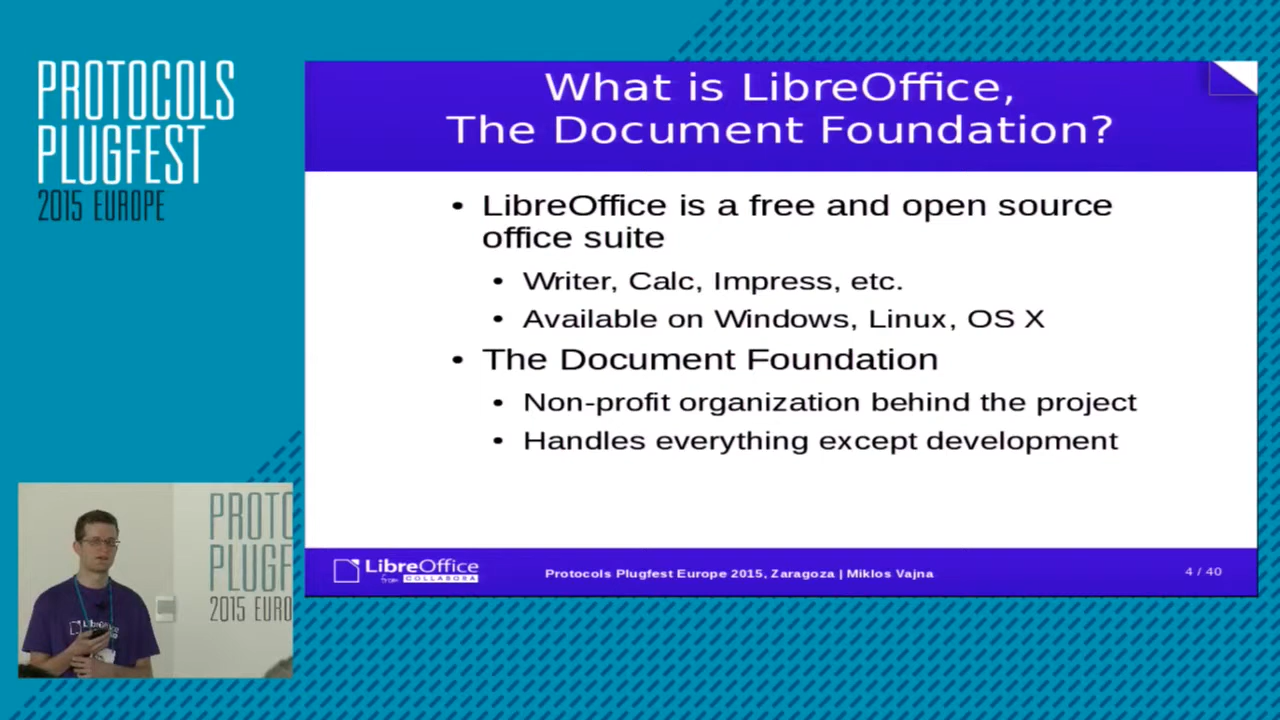 PROTOCOLS
PLUGFEST
2015 EUROPE
What is LibreOffice,
The Document Foundation?
• LibreOffice is a free and open source
office suite
• Writer, Calc, Impress, etc.
• Available on Windows, Linux, OS X
• The Document Foundation
• Non-profit organization behind the project
• Handles everything except development
LibreOffice
from COLLABORA
Protocols Plugfest Europe 2015, Zaragoza | Miklos Vajna
4 / 40
PROTO
PLUGF
2015 EURO
LibreOffice